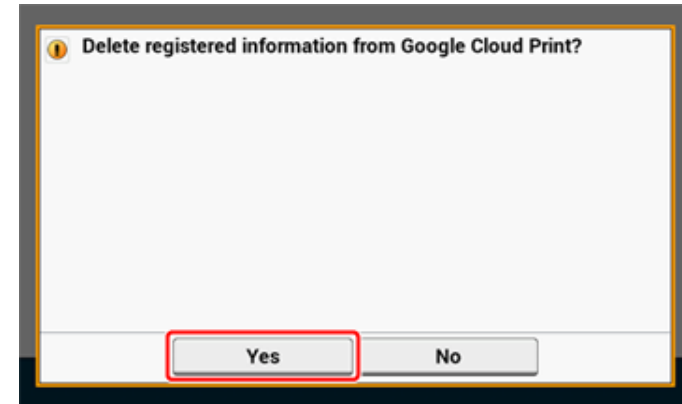 Delete registered information from Google Cloud Print?
Yes
No